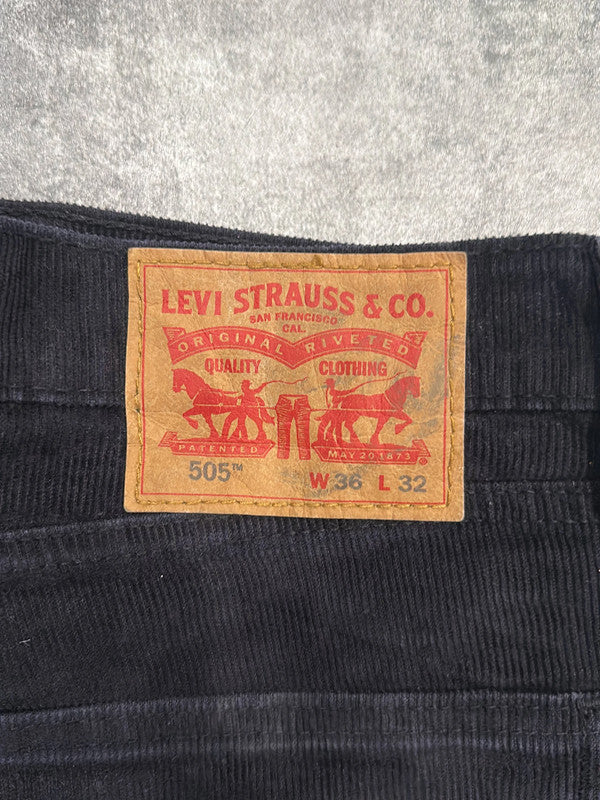 LEVI STRAUSS & CO.
SAN FRANCISCO
CAL.
ORIGINAL RIVETED
QUALITY CLOTHING
PATENTED MAY 20 1873 ®
505™ W 36 L 32